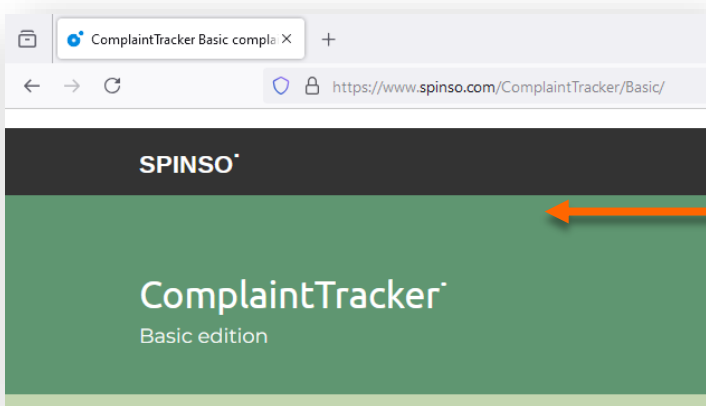 ComplaintTracker Basic compla
https://www.spinso.com/ComplaintTracker/Basic/
SPINSO
ComplaintTracker
Basic edition